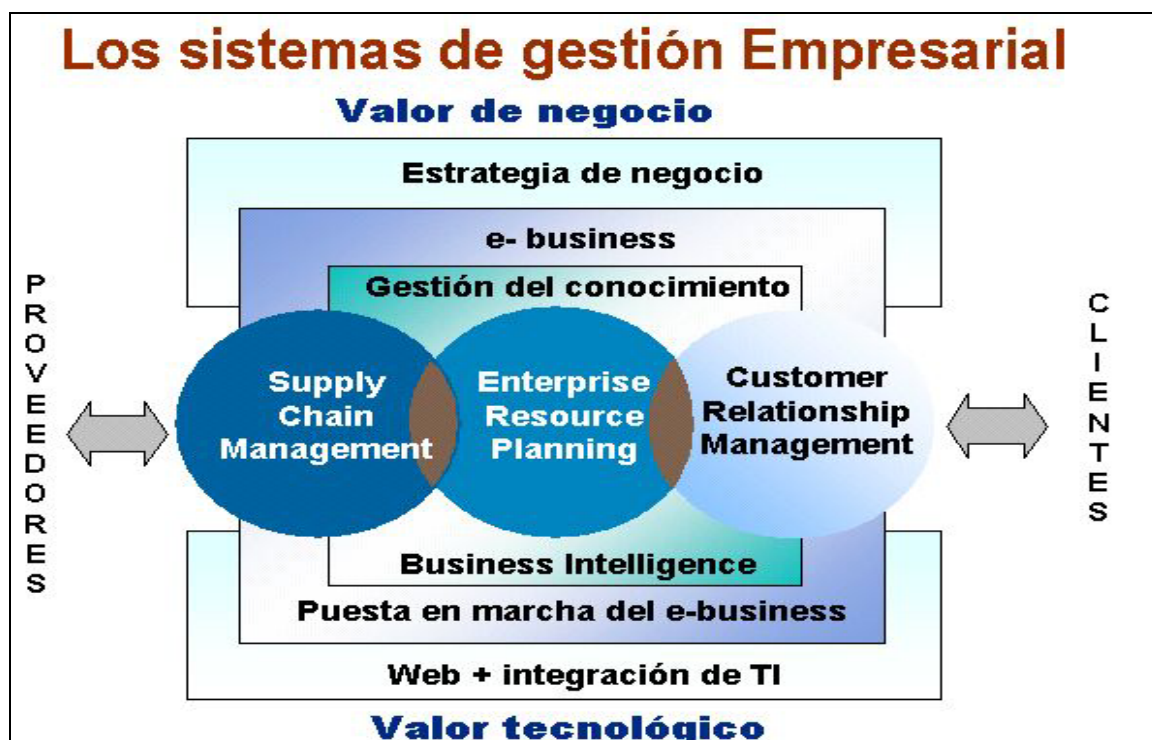 Los sistemas de gestión Empresarial
Valor de negocio
Estrategia de negocio
e- business
Gestión del conocimiento
PROVEEDORES
Supply
Chain
Management
Enterprise
Resource
Planning
Customer
Relationship
Management
CLIENTES
Business Intelligence
Puesta en marcha del e-business
Web + integración de TI
Valor tecnológico